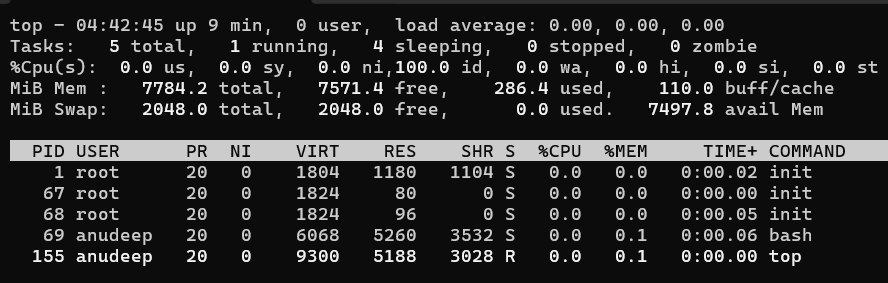 top - 04:42:45 up 9 min,  0 user,  load average: 0.00, 0.00, 0.00
Tasks:   5 total,   1 running,   4 sleeping,   0 stopped,   0 zombie
%Cpu(s):  0.0 us,  0.0 sy,  0.0 ni,100.0 id,  0.0 wa,  0.0 hi,  0.0 si,  0.0 st
MiB Mem :   7784.2 total,   7571.4 free,    286.4 used,    110.0 buff/cache
MiB Swap:   2048.0 total,   2048.0 free,      0.0 used.   7497.8 avail Mem
  PID USER      PR  NI    VIRT    RES    SHR S  %CPU  %MEM     TIME+ COMMAND
    1 root      20   0    1804   1180   1104 S   0.0   0.0   0:00.02 init
   67 root      20   0    1824     80      0 S   0.0   0.0   0:00.00 init
   68 root      20   0    1824     96      0 S   0.0   0.0   0:00.05 init
   69 anudeep   20   0    6068   5260   3532 S   0.0   0.1   0:00.06 bash
  155 anudeep   20   0    9300   5188   3028 R   0.0   0.1   0:00.00 top